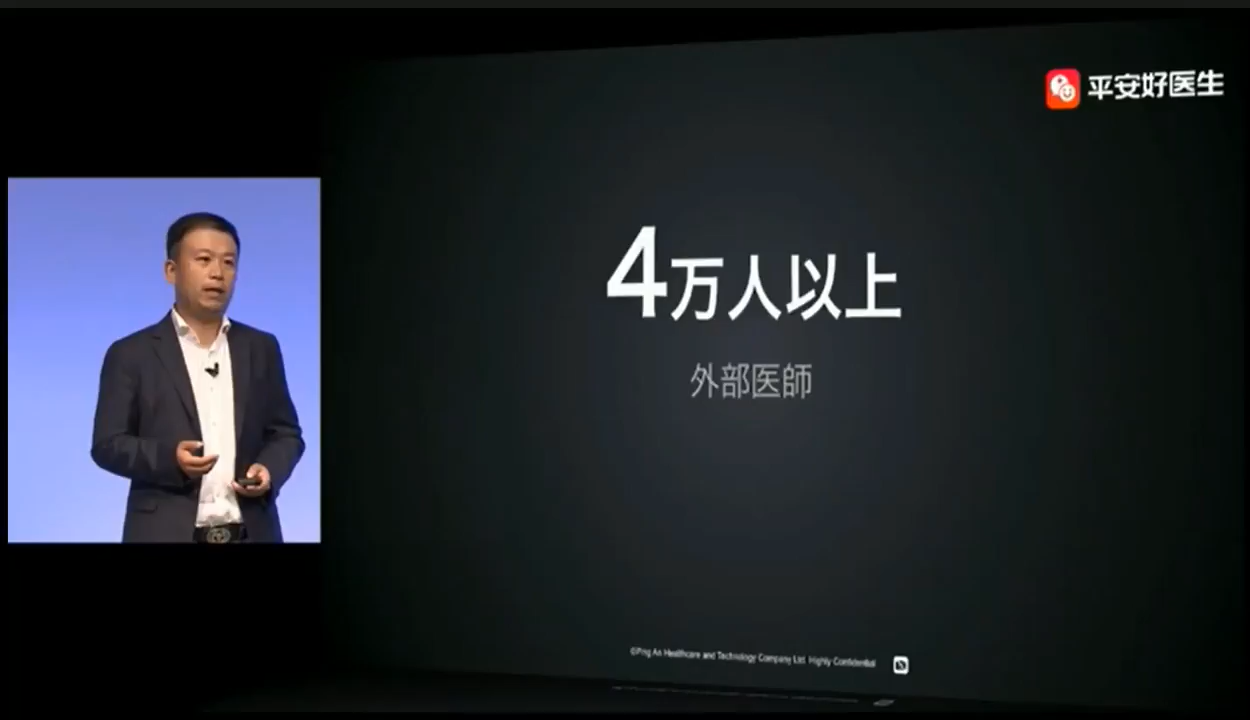 平安好医生
4万人以上
外部医師
©Ping An Healthcare and Technology Company Ltd. Highly Confidential